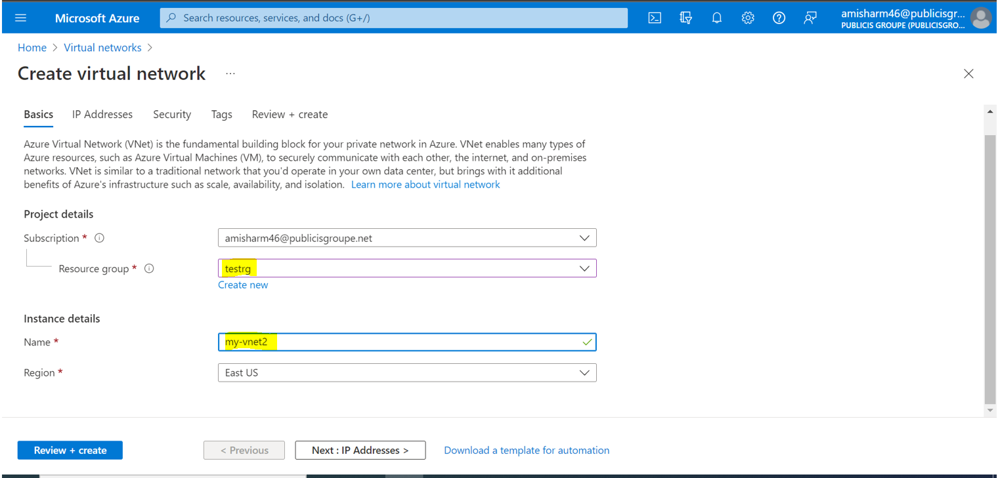 Microsoft Azure
Search resources, services, and docs (G+/)
amisharm46@publicisgr...
PUBLICIS GROUPE (PUBLICISGRO...
Home > Virtual networks >
Create virtual network ...
Basics IP Addresses Security Tags Review + create
Azure Virtual Network (VNet) is the fundamental building block for your private network in Azure. VNet enables many types of
Azure resources, such as Azure Virtual Machines (VM), to securely communicate with each other, the internet, and on-premises
networks. VNet is similar to a traditional network that you'd operate in your own data center, but brings with it additional
benefits of Azure's infrastructure such as scale, availability, and isolation. Learn more about virtual network
Project details
Subscription * amisharm46@publicisgroupe.net
Resource group * testrg
Create new
Instance details
Name * my-vnet2
Region * East US
Review + create < Previous Next : IP Addresses > Download a template for automation